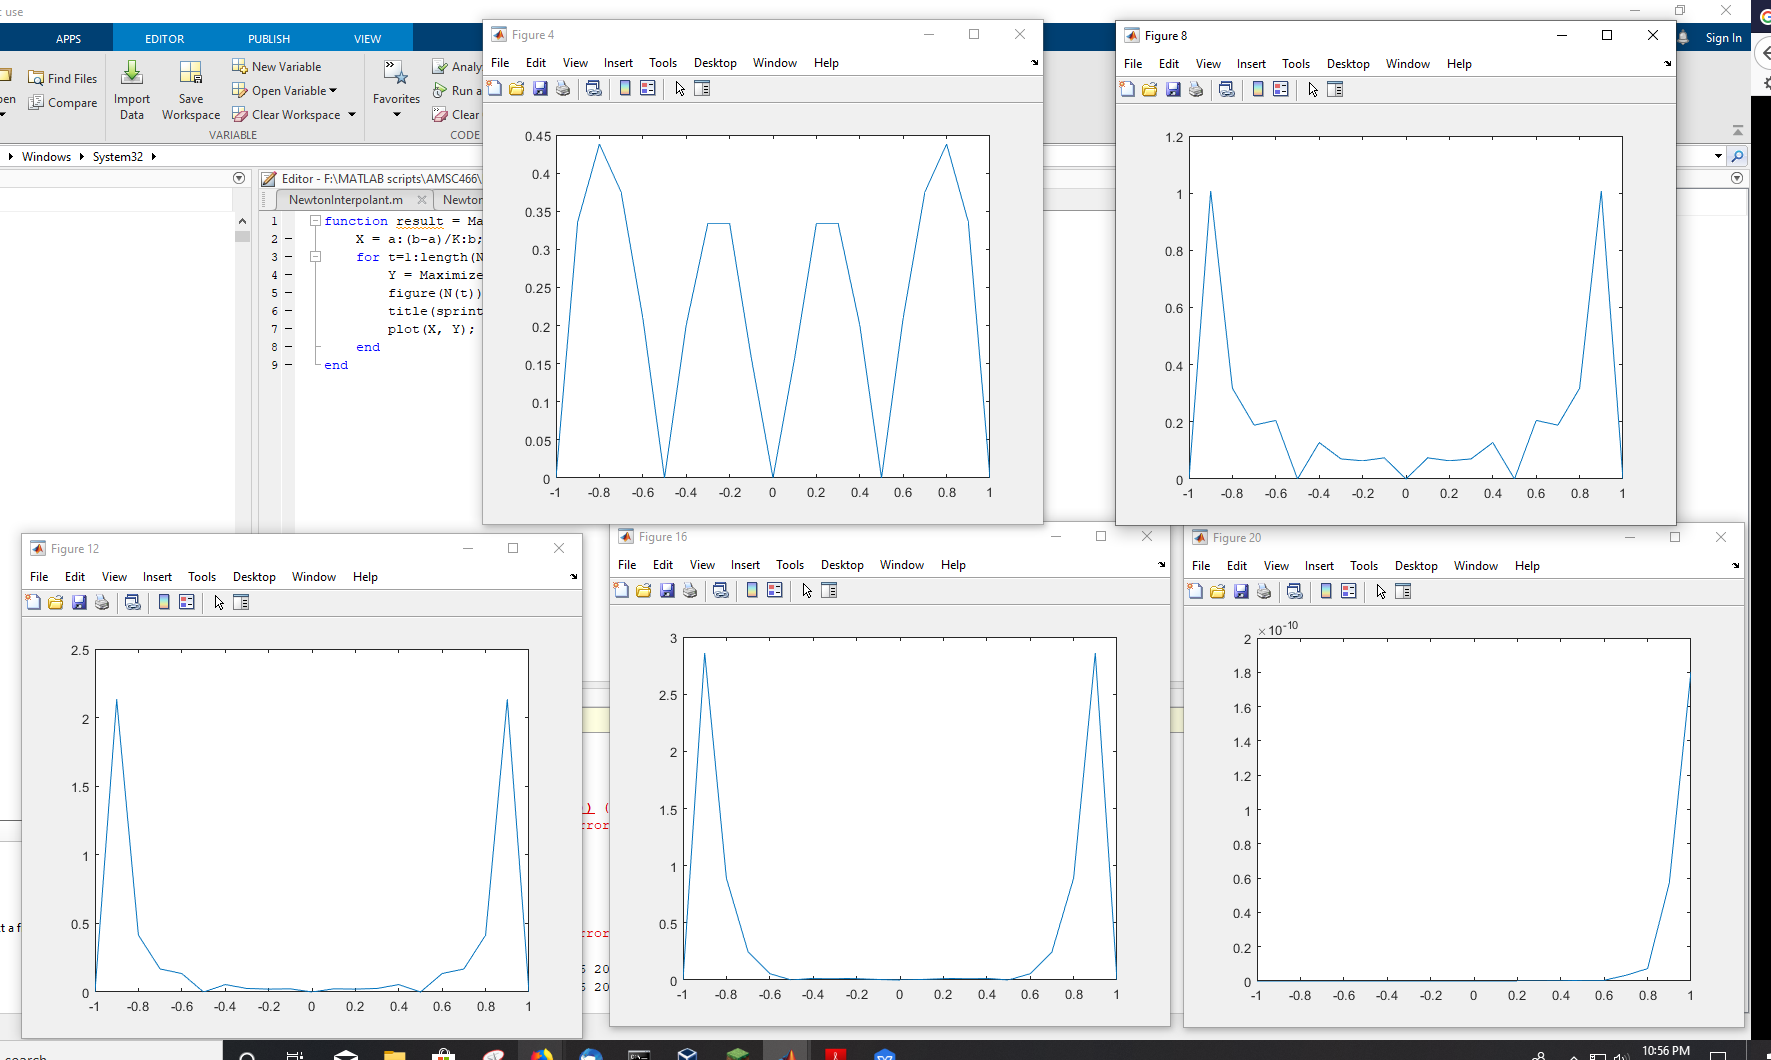 use
APPS EDITOR PUBLISH VIEW
Sign In
Find Files
Compare
Import Data
Save Workspace
New Variable
Open Variable
Clear Workspace
VARIABLE
Favorites
Run a
Clear
CODE
Windows System32
Editor - F:\MATLAB scripts\AMSC466\
NewtonInterpolant.m
1 function result = Ma
2 X = a:(b-a)/K:b;
3 for t=1:length(N
4 Y = Maximize
5 figure(N(t))
6 title(sprint
7 plot(X, Y);
8 end
9 end
Figure 4
File Edit View Insert Tools Desktop Window Help
0.45
0.4
0.35
0.3
0.25
0.2
0.15
0.1
0.05
0
-1 -0.8 -0.6 -0.4 -0.2 0 0.2 0.4 0.6 0.8 1
Figure 8
File Edit View Insert Tools Desktop Window Help
1.2
1
0.8
0.6
0.4
0.2
0
-1 -0.8 -0.6 -0.4 -0.2 0 0.2 0.4 0.6 0.8 1
Figure 12
File Edit View Insert Tools Desktop Window Help
2.5
2
1.5
1
0.5
0
-1 -0.8 -0.6 -0.4 -0.2 0 0.2 0.4 0.6 0.8 1
Figure 16
File Edit View Insert Tools Desktop Window Help
3
2.5
2
1.5
1
0.5
0
-1 -0.8 -0.6 -0.4 -0.2 0 0.2 0.4 0.6 0.8 1
Figure 20
File Edit View Insert Tools Desktop Window Help
×10-10
2
1.8
1.6
1.4
1.2
1
0.8
0.6
0.4
0.2
0
-1 -0.8 -0.6 -0.4 -0.2 0 0.2 0.4 0.6 0.8 1
) (
rror
rror
20
20
t a f
search
10:56 PM